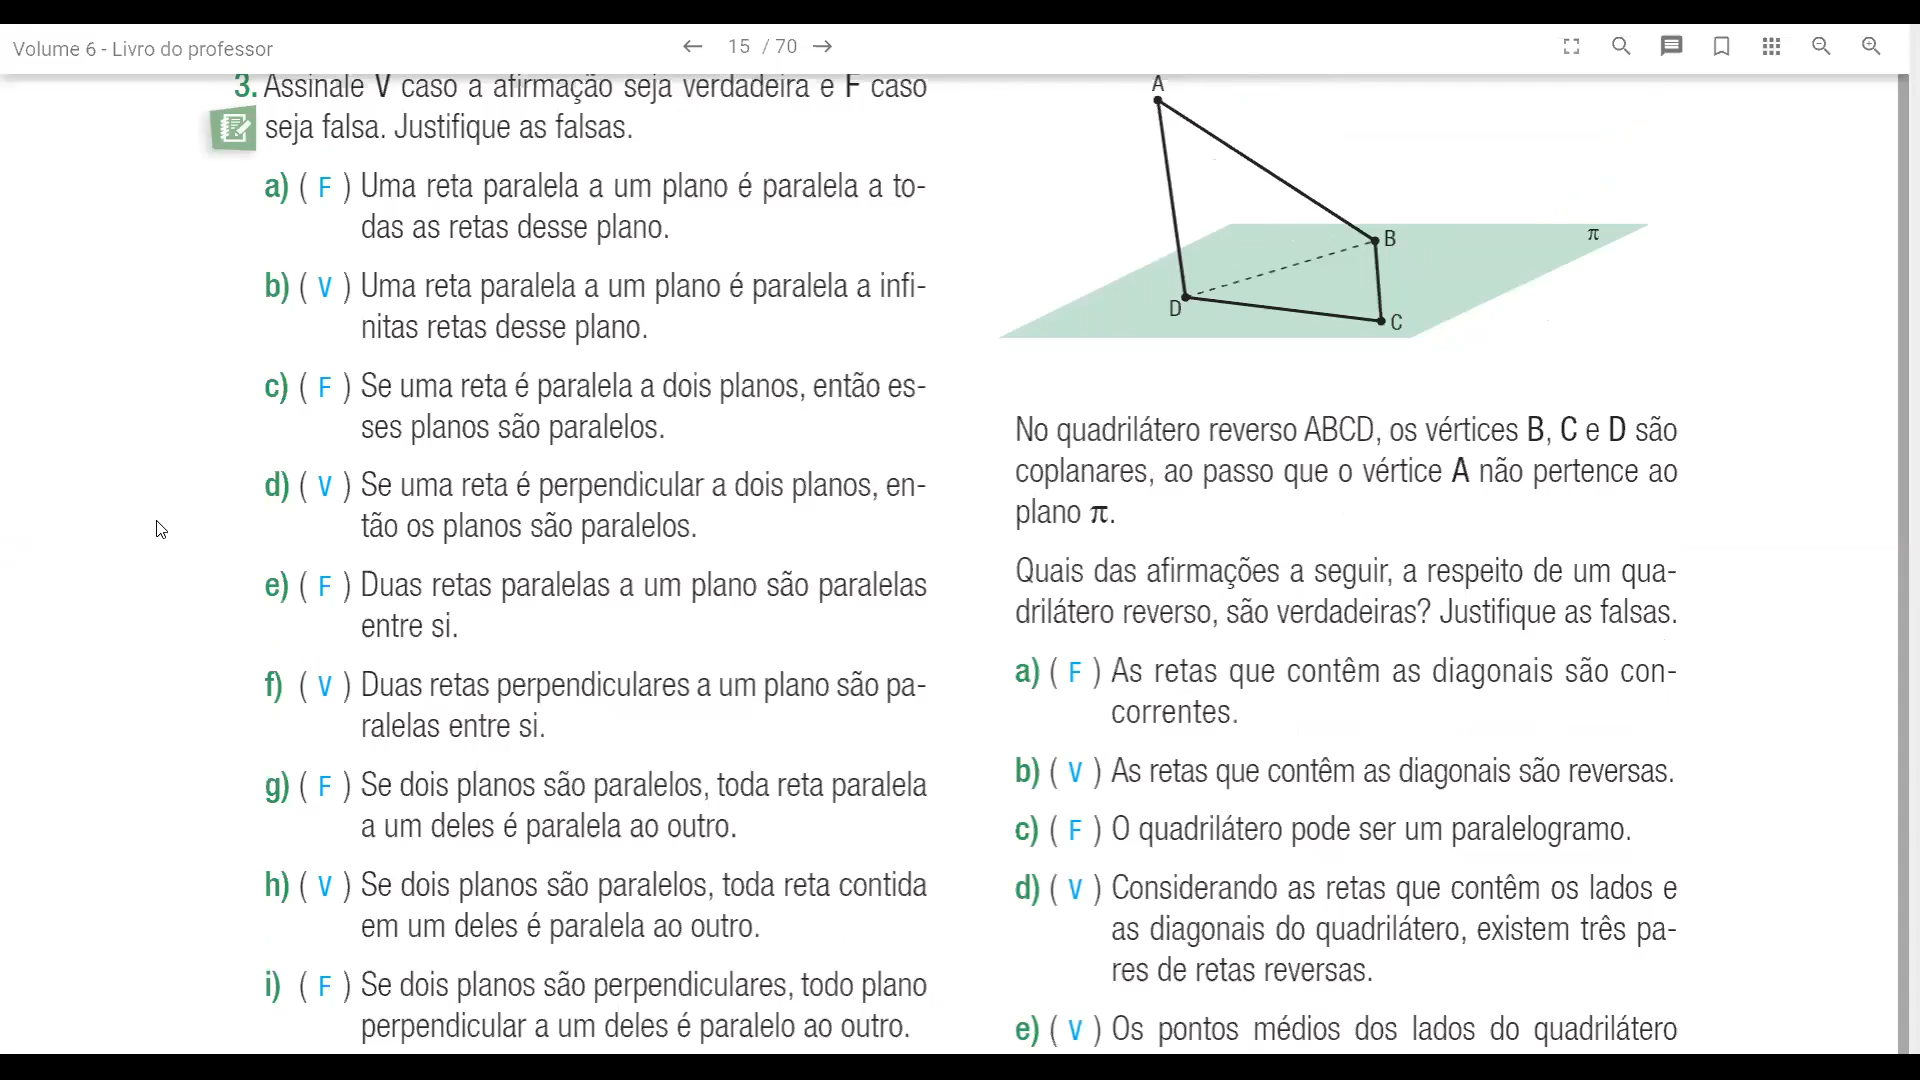 Volume 6 - Livro do professor
15 / 70
3. Assinale V caso a afirmação seja verdadeira e F caso
seja falsa. Justifique as falsas.
a) ( F ) Uma reta paralela a um plano é paralela a to-
das as retas desse plano.
b) ( V ) Uma reta paralela a um plano é paralela a infi-
nitas retas desse plano.
c) ( F ) Se uma reta é paralela a dois planos, então es-
ses planos são paralelos.
d) ( V ) Se uma reta é perpendicular a dois planos, en-
tão os planos são paralelos.
e) ( F ) Duas retas paralelas a um plano são paralelas
entre si.
f) ( V ) Duas retas perpendiculares a um plano são pa-
ralelas entre si.
g) ( F ) Se dois planos são paralelos, toda reta paralela
a um deles é paralela ao outro.
h) ( V ) Se dois planos são paralelos, toda reta contida
em um deles é paralela ao outro.
i) ( F ) Se dois planos são perpendiculares, todo plano
perpendicular a um deles é paralelo ao outro.
A
B
π
D
C
No quadrilátero reverso ABCD, os vértices B, C e D são
coplanares, ao passo que o vértice A não pertence ao
plano π.
Quais das afirmações a seguir, a respeito de um qua-
drilátero reverso, são verdadeiras? Justifique as falsas.
a) ( F ) As retas que contêm as diagonais são con-
correntes.
b) ( V ) As retas que contêm as diagonais são reversas.
c) ( F ) O quadrilátero pode ser um paralelogramo.
d) ( V ) Considerando as retas que contêm os lados e
as diagonais do quadrilátero, existem três pa-
res de retas reversas.
e) ( V ) Os pontos médios dos lados do quadrilátero